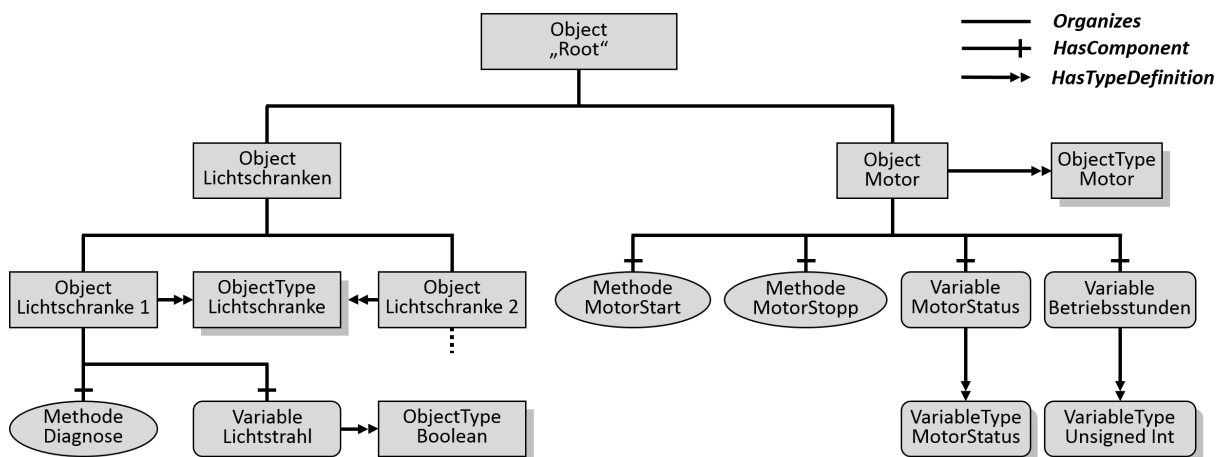 Object
„Root“
Organizes
HasComponent
HasTypeDefinition
Object
Lichtschranken
Object
Motor
ObjectType
Motor
Object
Lichtschranke 1
ObjectType
Lichtschranke
Object
Lichtschranke 2
Methode
MotorStart
Methode
MotorStopp
Variable
MotorStatus
Variable
Betriebsstunden
Methode
Diagnose
Variable
Lichtstrahl
ObjectType
Boolean
VariableType
MotorStatus
VariableType
Unsigned Int